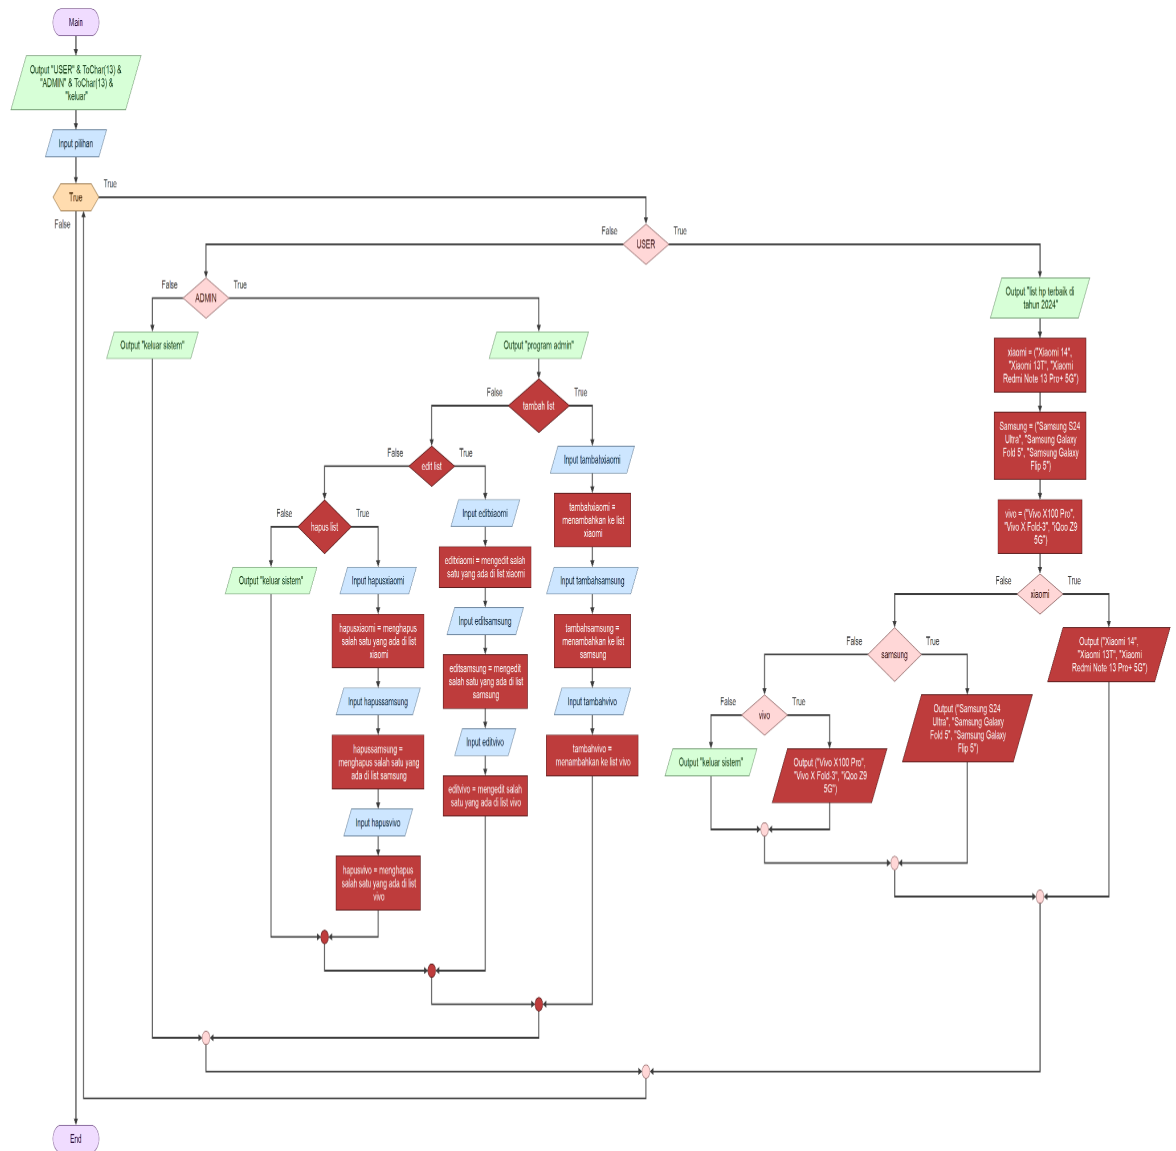 Main
Output "USER" & ToChar(13) &
"ADMIN" & ToChar(13) &
"keluar"
Input pilihan
True
True
False
USER
False
True
ADMIN
False
True
Output "keluar sistem"
Output "program admin"
tambah list
False
True
edit list
False
True
hapus list
False
True
Output "keluar sistem"
Input hapusxiaomi
hapusxiaomi = menghapus
salah satu yang ada di list
xiaomi
Input hapussamsung
hapussamsung =
menghapus salah satu yang
ada di list samsung
Input hapusvivo
hapusvivo = menghapus
salah satu yang ada di list
vivo
Input editxiaomi
editxiaomi = mengedit salah
satu yang ada di list xiaomi
Input editsamsung
editsamsung = mengedit
salah satu yang ada di list
samsung
Input editvivo
editvivo = mengedit salah
satu yang ada di list vivo
Input tambahxiaomi
tambahxiaomi =
menambahkan ke list
xiaomi
Input tambahsamsung
tambahsamsung =
menambahkan ke list
samsung
Input tambahvivo
tambahvivo =
menambahkan ke list vivo
Output "list hp terbaik di
tahun 2024"
xiaomi = ("Xiaomi 14",
"Xiaomi 13T", "Xiaomi
Redmi Note 13 Pro+ 5G")
Samsung = ("Samsung S24
Ultra", "Samsung Galaxy
Fold 5", "Samsung Galaxy
Flip 5")
vivo = ("Vivo X100 Pro",
"Vivo X Fold-3", "iQoo Z9
5G")
xiaomi
False
True
Output ("Xiaomi 14",
"Xiaomi 13T", "Xiaomi
Redmi Note 13 Pro+ 5G")
samsung
False
True
Output ("Samsung S24
Ultra", "Samsung Galaxy
Fold 5", "Samsung Galaxy
Flip 5")
vivo
False
True
Output "keluar sistem"
Output ("Vivo X100 Pro",
"Vivo X Fold-3", "iQoo Z9
5G")
End